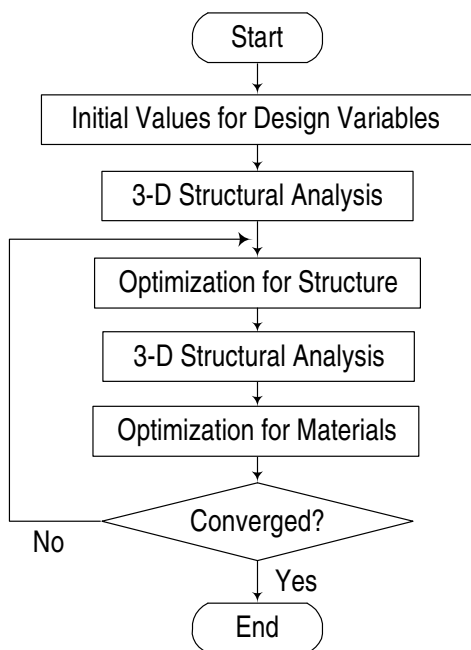 Start
Initial Values for Design Variables
3-D Structural Analysis
Optimization for Structure
3-D Structural Analysis
Optimization for Materials
Converged?
No
Yes
End